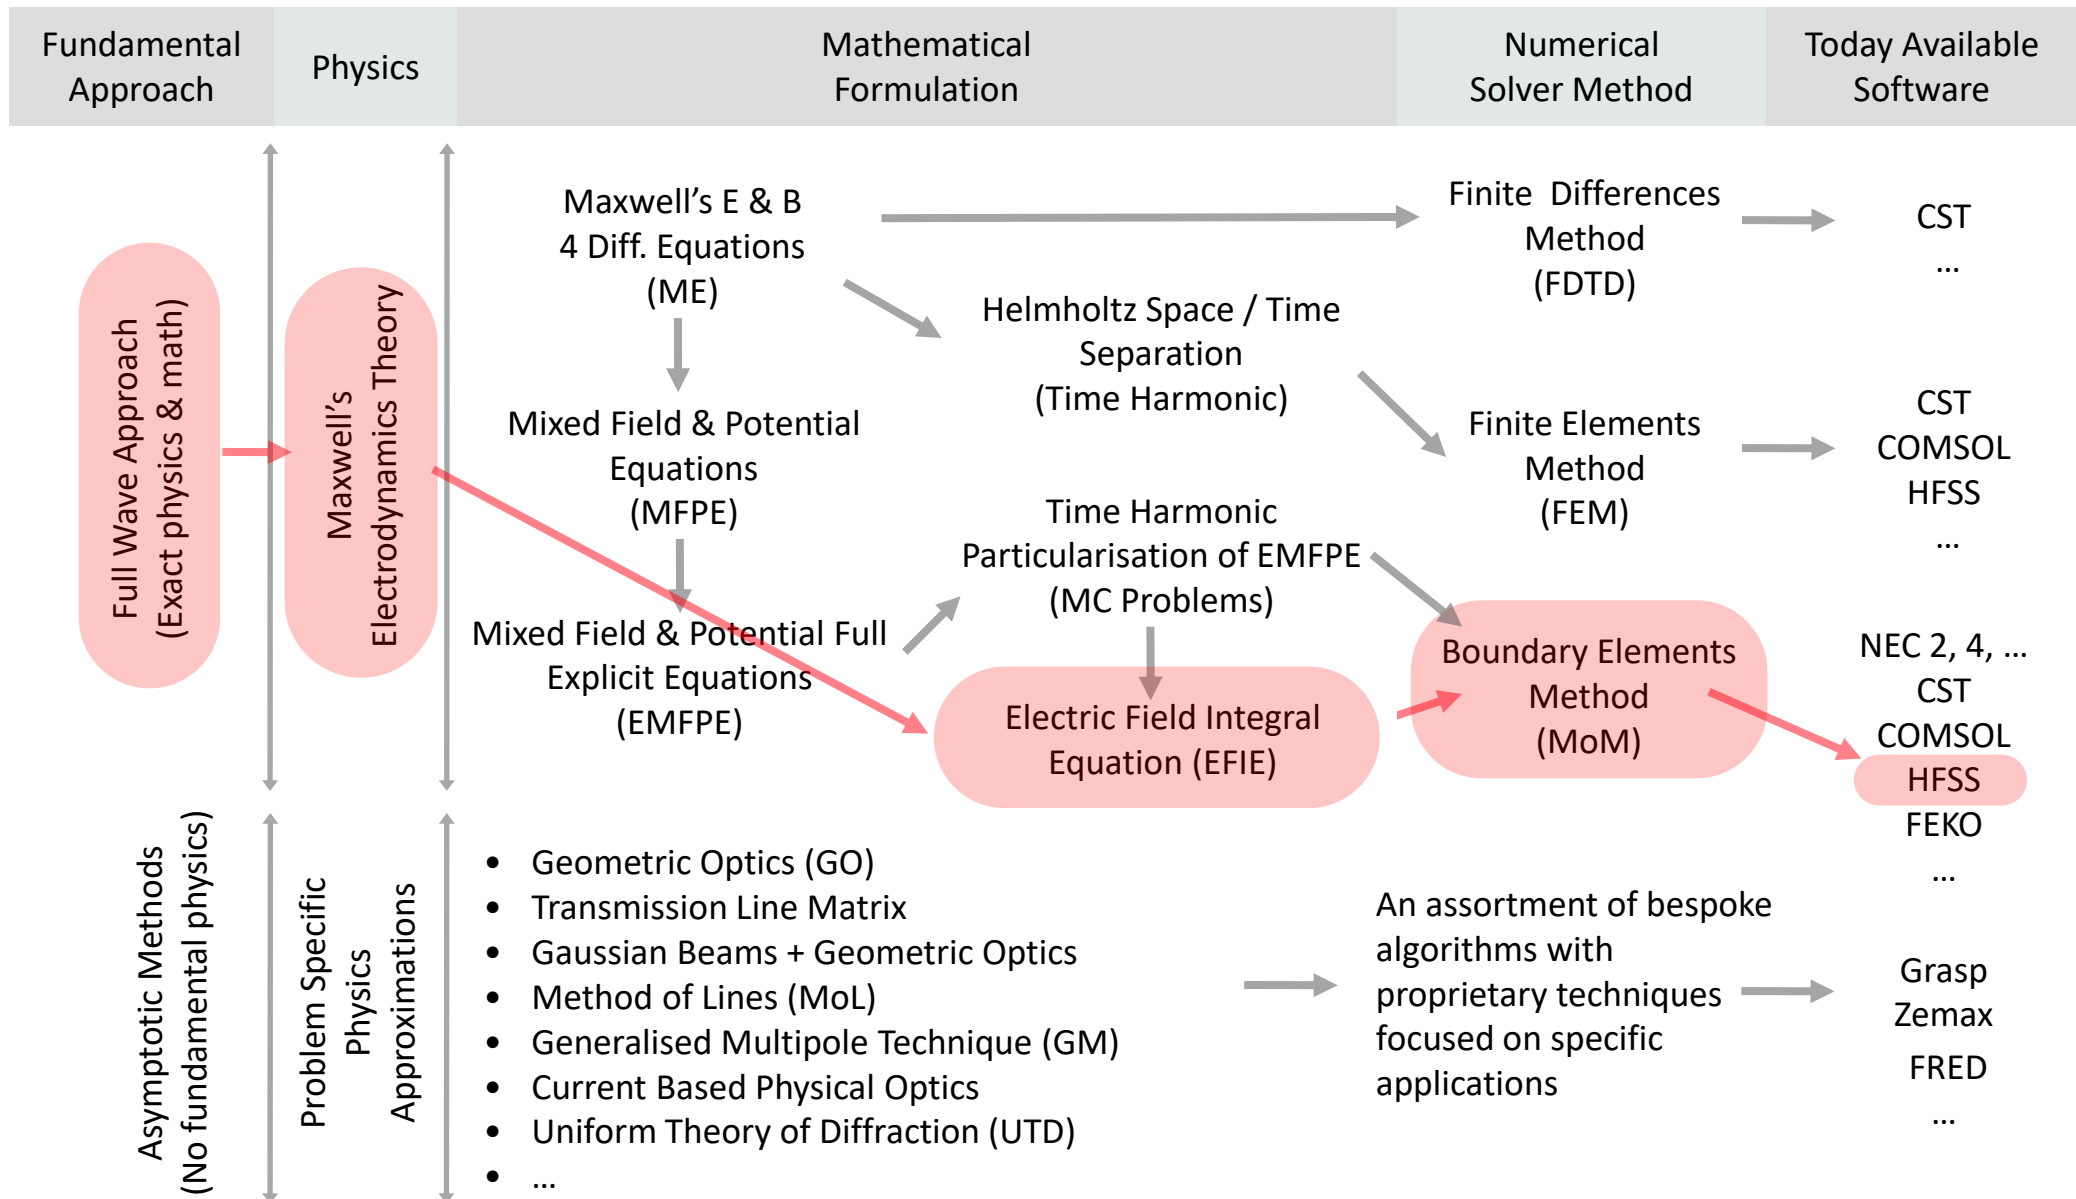 Fundamental
Approach
Physics
Mathematical
Formulation
Numerical
Solver Method
Today Available
Software
Full Wave Approach
(Exact physics & math)
Maxwell’s
Electrodynamics Theory
Maxwell’s E & B
4 Diff. Equations
(ME)
Mixed Field & Potential
Equations
(MFPE)
Mixed Field & Potential Full
Explicit Equations
(EMFPE)
Helmholtz Space / Time
Separation
(Time Harmonic)
Time Harmonic
Particularisation of EMFPE
(MC Problems)
Electric Field Integral
Equation (EFIE)
Finite Differences
Method
(FDTD)
Finite Elements
Method
(FEM)
Boundary Elements
Method
(MoM)
CST
...
CST
COMSOL
HFSS
...
NEC 2, 4, ...
CST
COMSOL
HFSS
FEKO
...
Asymptotic Methods
(No fundamental physics)
Problem Specific
Physics
Approximations
• Geometric Optics (GO)
• Transmission Line Matrix
• Gaussian Beams + Geometric Optics
• Method of Lines (MoL)
• Generalised Multipole Technique (GM)
• Current Based Physical Optics
• Uniform Theory of Diffraction (UTD)
• ...
An assortment of bespoke
algorithms with
proprietary techniques
focused on specific
applications
Grasp
Zemax
FRED
...